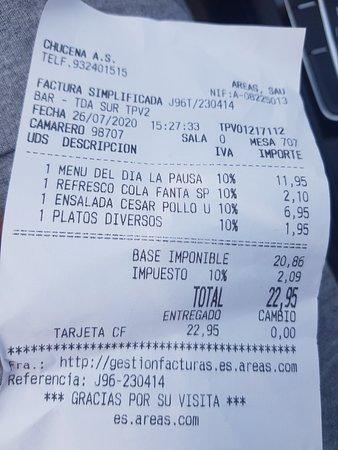 CHUCENA A.S.
TELF.932401515
AREAS, SAU
NIF:A-08225013
FACTURA SIMPLIFICADA J96T/230414
BAR - TDA SUR TPV2
FECHA 26/07/2020 15:27:33 TPV01217112
CAMARERO 98707 SALA 0 MESA 707
UDS DESCRIPCION IVA IMPORTE
1 MENU DEL DIA LA PAUSA 10% 11,95
1 REFRESCO COLA FANTA SP 10% 2,10
1 ENSALADA CESAR POLLO U 10% 6,95
1 PLATOS DIVERSOS 10% 1,95
BASE IMPONIBLE 20,86
IMPUESTO 10% 2,09
TOTAL 22,95
ENTREGADO CAMBIO
TARJETA CF 22,95 0,00
****************************************
Fra.: http://gestionfacturas.es.areas.com
Referencia: J96-230414
*** GRACIAS POR SU VISITA ***
es.areas.com